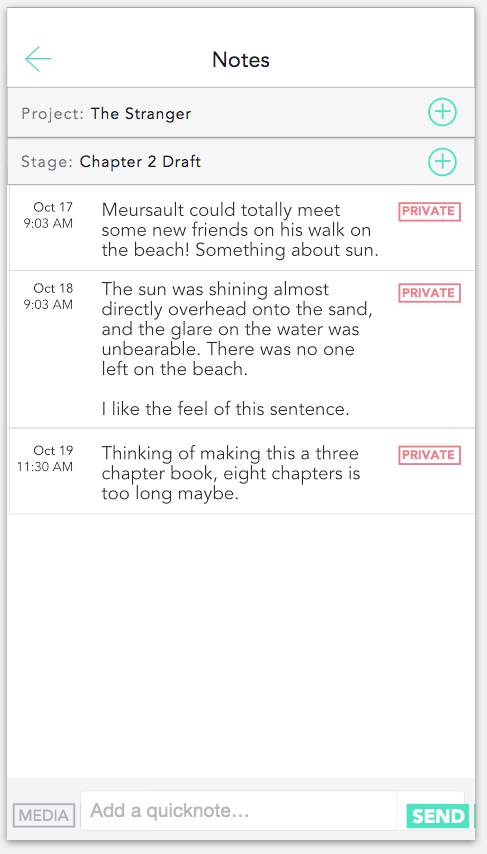 Notes
Project: The Stranger
Stage: Chapter 2 Draft
Oct 17
9:03 AM
Meursault could totally meet
some new friends on his walk on
the beach! Something about sun.
PRIVATE
Oct 18
9:03 AM
The sun was shining almost
directly overhead onto the sand,
and the glare on the water was
unbearable. There was no one
left on the beach.
I like the feel of this sentence.
PRIVATE
Oct 19
11:30 AM
Thinking of making this a three
chapter book, eight chapters is
too long maybe.
PRIVATE
MEDIA
Add a quicknote...
SEND